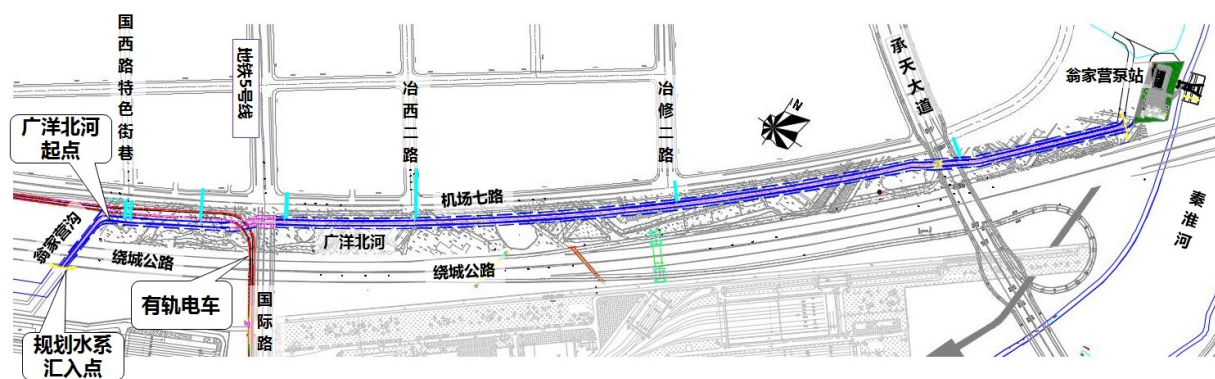 国西路特色街巷
地铁5号线
冶西二路
冶修二路
承天大道
翁家营泵站
N
广洋北河
起点
机场七路
秦淮河
翁家营沟
广洋北河
绕城公路
绕城公路
有轨电车
国际路
规划水系
汇入点